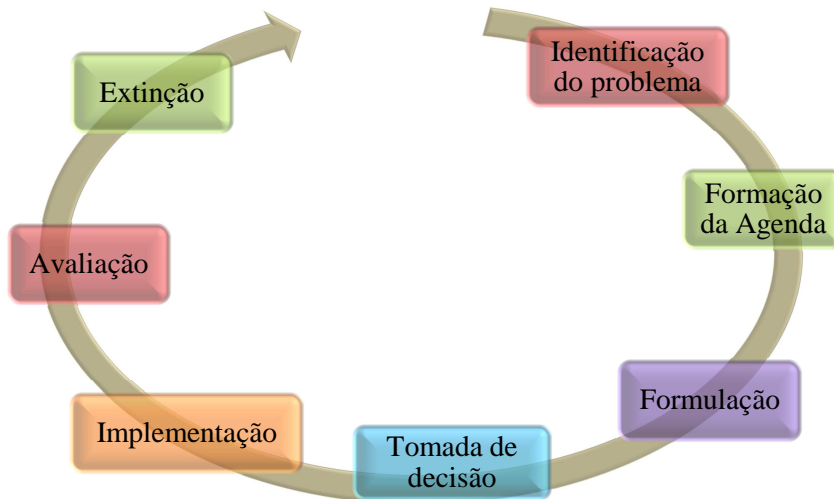 Identificação
do problema
Formação
da Agenda
Formulação
Tomada de
decisão
Implementação
Avaliação
Extinção